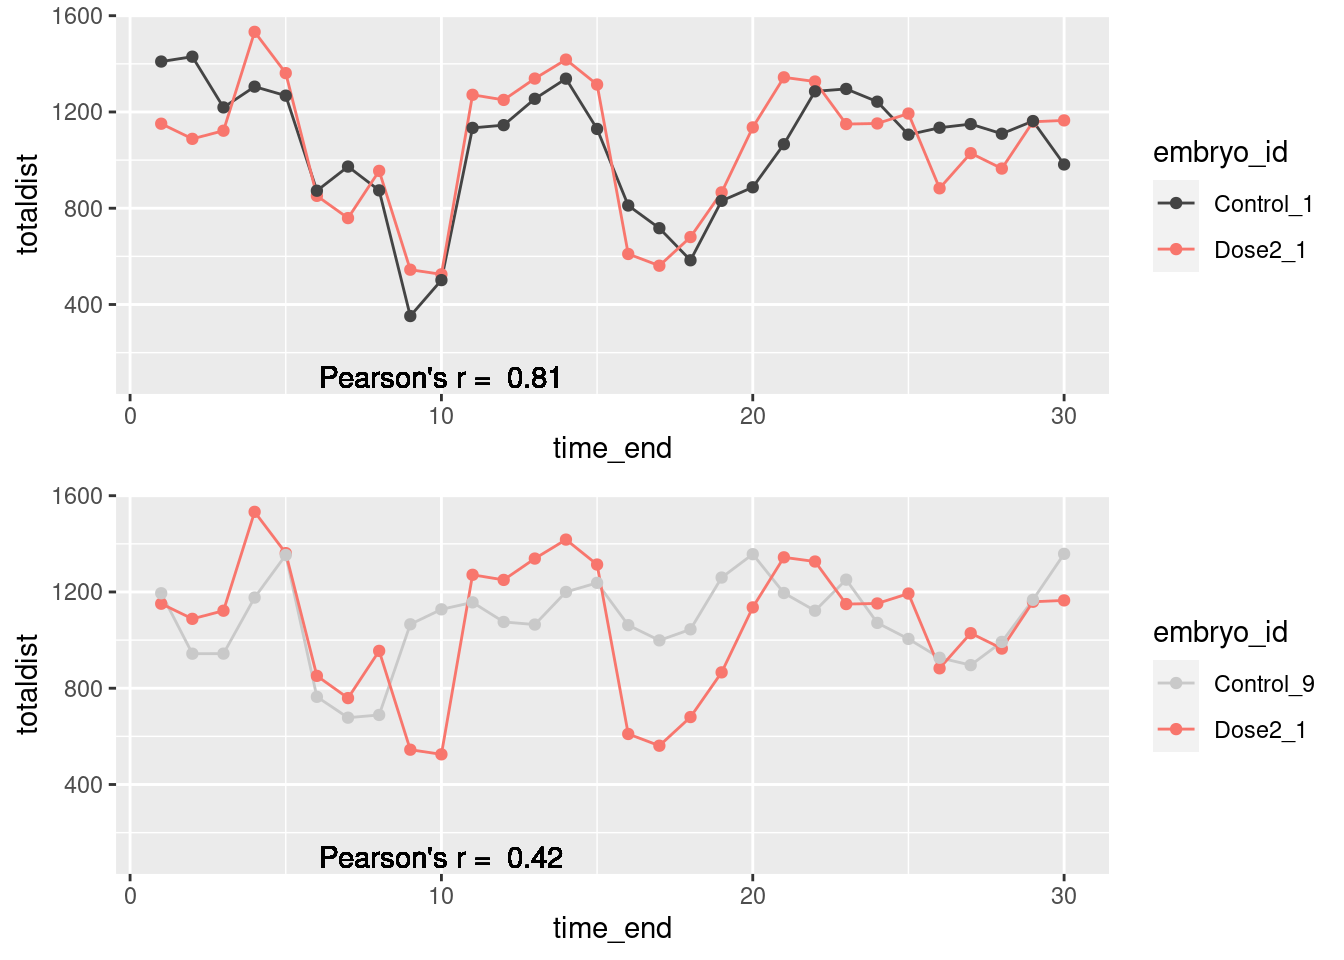 1600
1200
800
400
totaldist
Pearson's r = 0.81
0 10 20 30
time_end
embryo_id
Control_1
Dose2_1
1600
1200
800
400
totaldist
Pearson's r = 0.42
0 10 20 30
time_end
embryo_id
Control_9
Dose2_1